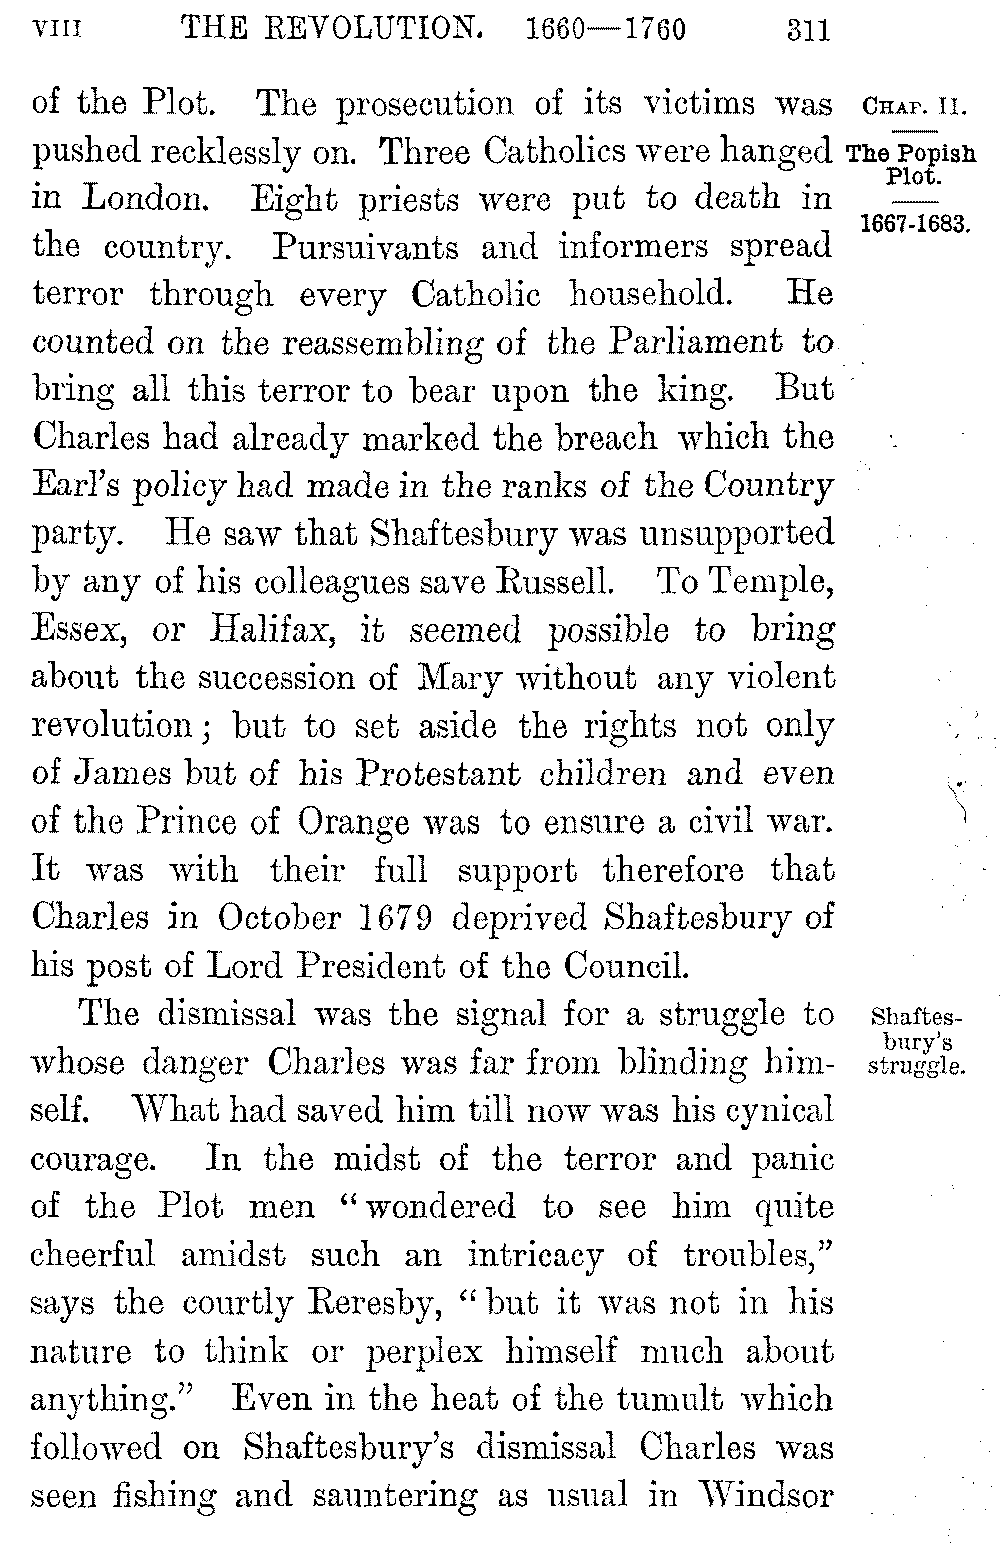 VIII THE REVOLUTION. 1660—1760 311
of the Plot. The prosecution of its victims was
pushed recklessly on. Three Catholics were hanged
in London. Eight priests were put to death in
the country. Pursuivants and informers spread
terror through every Catholic household. He
counted on the reassembling of the Parliament to
bring all this terror to bear upon the king. But
Charles had already marked the breach which the
Earl's policy had made in the ranks of the Country
party. He saw that Shaftesbury was unsupported
by any of his colleagues save Russell. To Temple,
Essex, or Halifax, it seemed possible to bring
about the succession of Mary without any violent
revolution; but to set aside the rights not only
of James but of his Protestant children and even
of the Prince of Orange was to ensure a civil war.
It was with their full support therefore that
Charles in October 1679 deprived Shaftesbury of
his post of Lord President of the Council.
The dismissal was the signal for a struggle to
whose danger Charles was far from blinding him-
self. What had saved him till now was his cynical
courage. In the midst of the terror and panic
of the Plot men "wondered to see him quite
cheerful amidst such an intricacy of troubles,"
says the courtly Reresby, "but it was not in his
nature to think or perplex himself much about
anything." Even in the heat of the tumult which
followed on Shaftesbury's dismissal Charles was
seen fishing and sauntering as usual in Windsor
CHAP. II.
The Popish
Plot.
1667-1683.
Shaftes-
bury's
struggle.